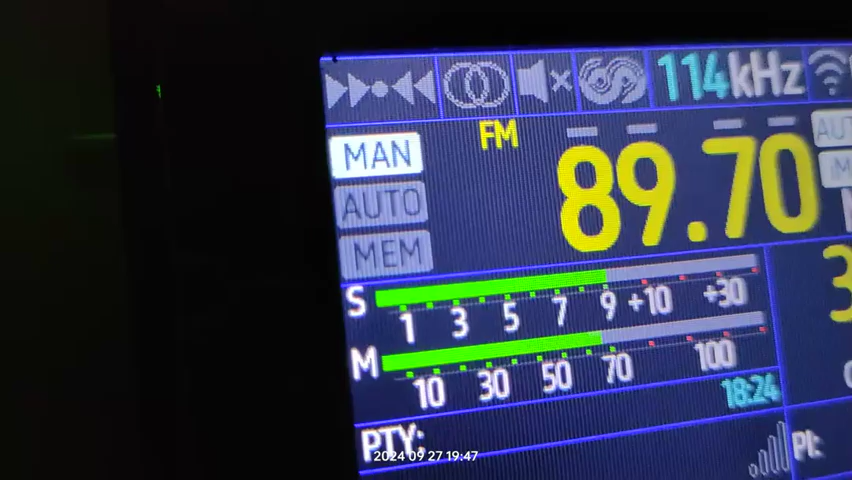 114kHz
FM
MAN
89.70
AUTO
MEM
S
1 3 5 7 9 +10 +30
M
10 30 50 70 100
18:24
PTY:
PI:
2024 09 27 19:47